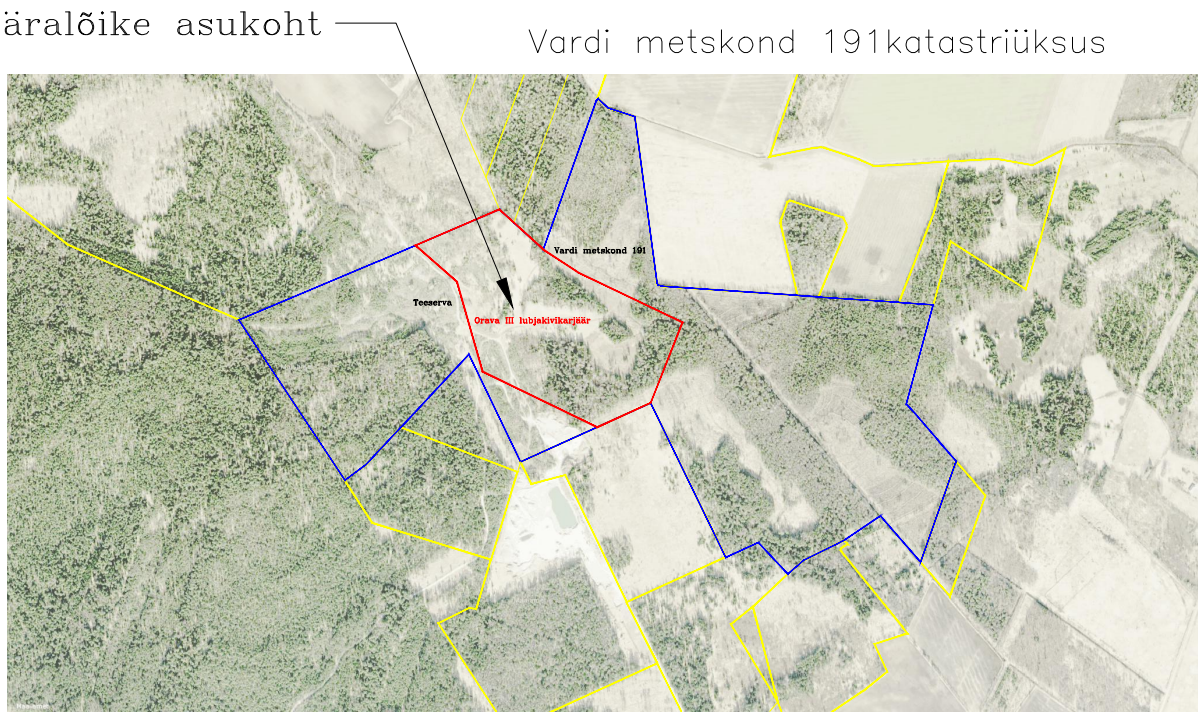 äralõike asukoht
Vardi metskond 191katastriüksus
Vardi metskond 191
Teeserva
Orava III lubjakivikarjäär